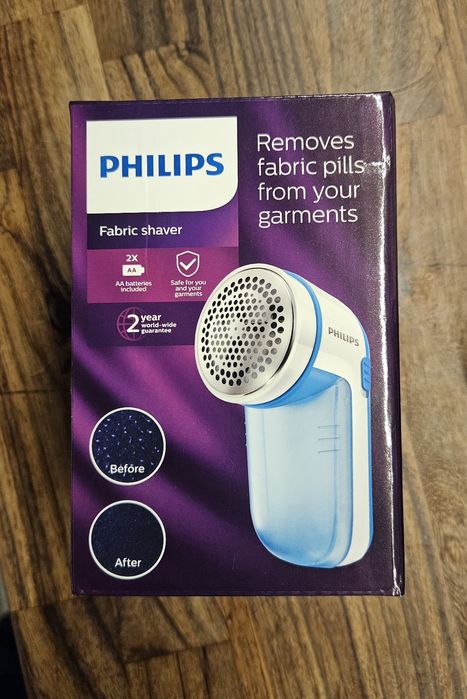 PHILIPS
Fabric shaver
2X
AA
AA batteries
included
Safe for you
and your
garments
2 year
world-wide
guarantee
Removes
fabric pills
from your
garments
PHILIPS
Before
After